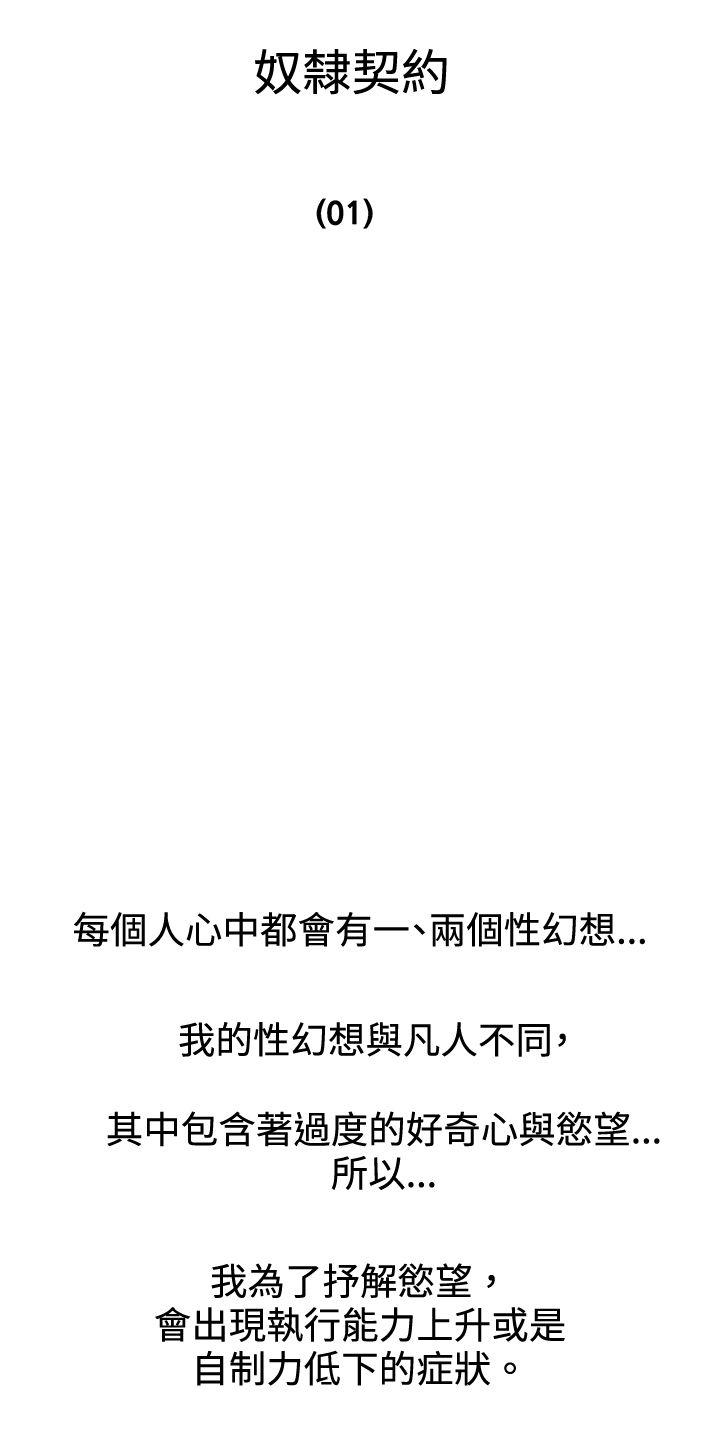 奴隸契約
(01)
每個人心中都會有一、兩個性幻想...
我的性幻想與凡人不同，
其中包含著過度的好奇心與慾望...
所以...
我為了抒解慾望，
會出現執行能力上升或是
自制力低下的症狀。